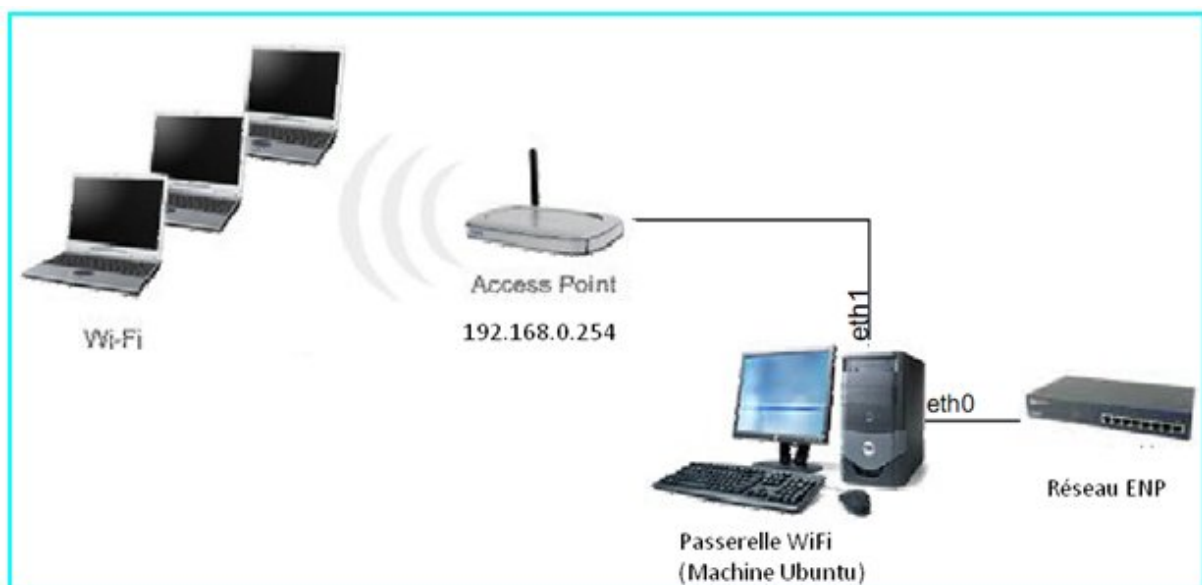 Wi-Fi
Access Point
192.168.0.254
eth1
eth0
Réseau ENP
Passerelle WiFi
(Machine Ubuntu)